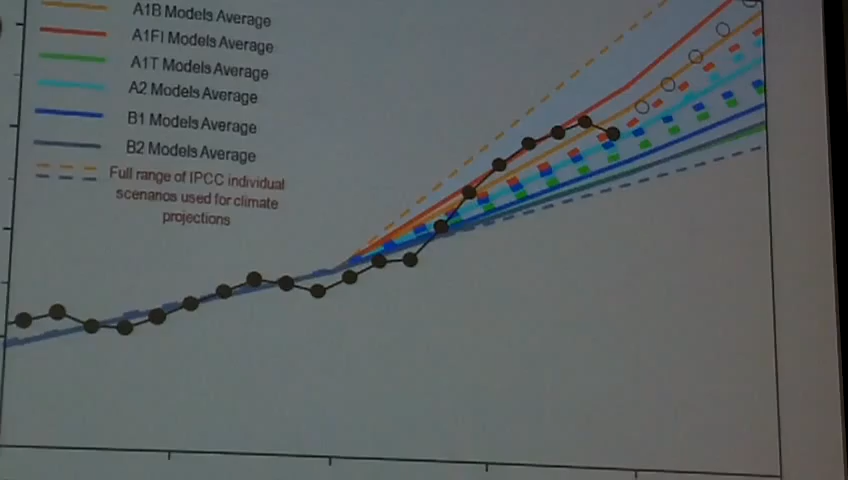 A1B Models Average
A1FI Models Average
A1T Models Average
A2 Models Average
B1 Models Average
B2 Models Average
Full range of IPCC individual
scenarios used for climate
projections